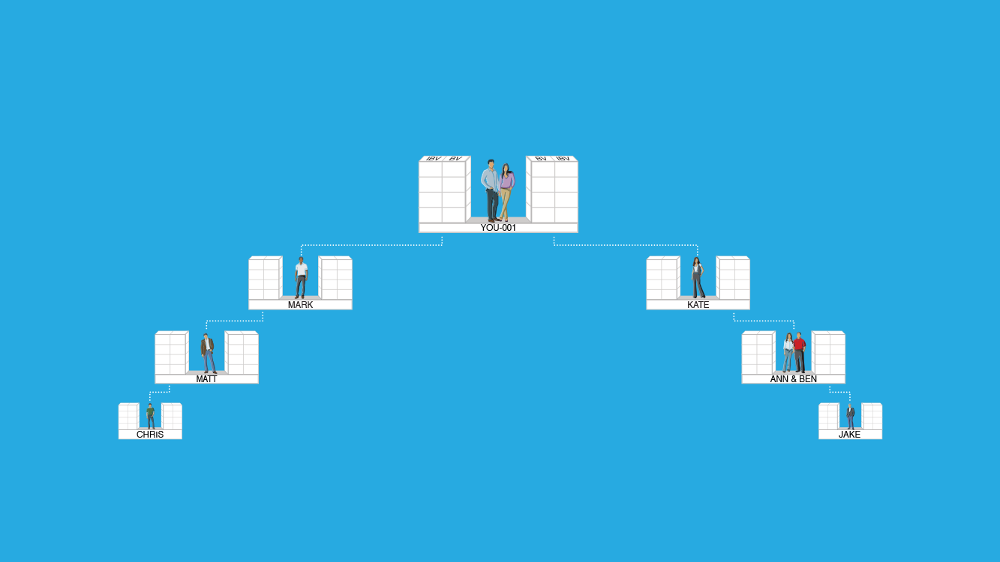 IBV BV BV IBV
YOU-001
MARK
KATE
MATT
ANN & BEN
CHRIS
JAKE